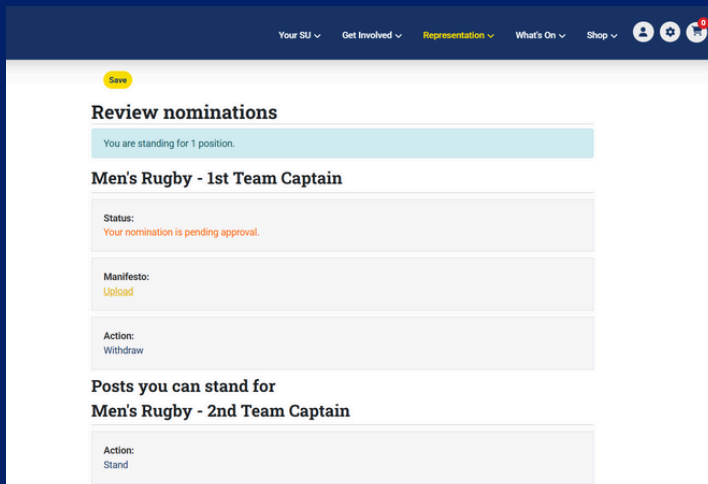 Your SU Get Involved Representation What's On Shop 0
Save
Review nominations
You are standing for 1 position.
Men's Rugby - 1st Team Captain
Status:
Your nomination is pending approval.
Manifesto:
Upload
Action:
Withdraw
Posts you can stand for
Men's Rugby - 2nd Team Captain
Action:
Stand